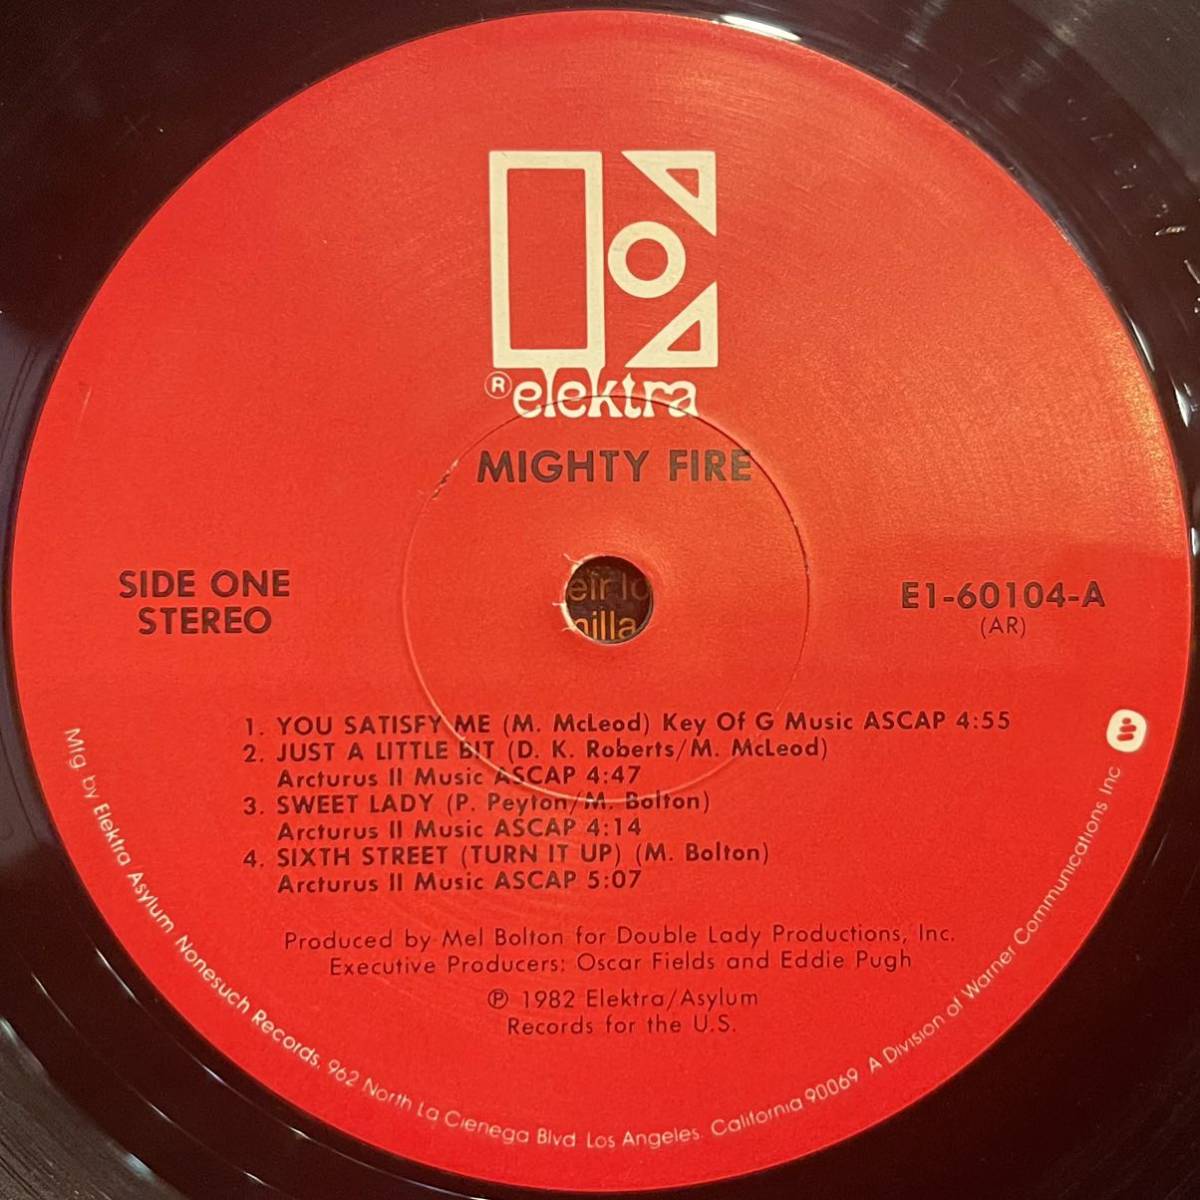 ® elektra
MIGHTY FIRE
SIDE ONE
STEREO
E1-60104-A
(AR)
1. YOU SATISFY ME (M. McLeod) Key Of G Music ASCAP 4:55
2. JUST A LITTLE BIT (D. K. Roberts/M. McLeod)
Arcturus II Music ASCAP 4:47
3. SWEET LADY (P. Peyton/M. Bolton)
Arcturus II Music ASCAP 4:14
4. SIXTH STREET (TURN IT UP) (M. Bolton)
Arcturus II Music ASCAP 5:07
Produced by Mel Bolton for Double Lady Productions, Inc.
Executive Producers: Oscar Fields and Eddie Pugh
℗ 1982 Elektra/Asylum
Records for the U.S.
Mfg. by Elektra/Asylum Nonesuch Records, 962 North La Cienega Blvd. Los Angeles, California 90069 A Division of Warner Communications Inc